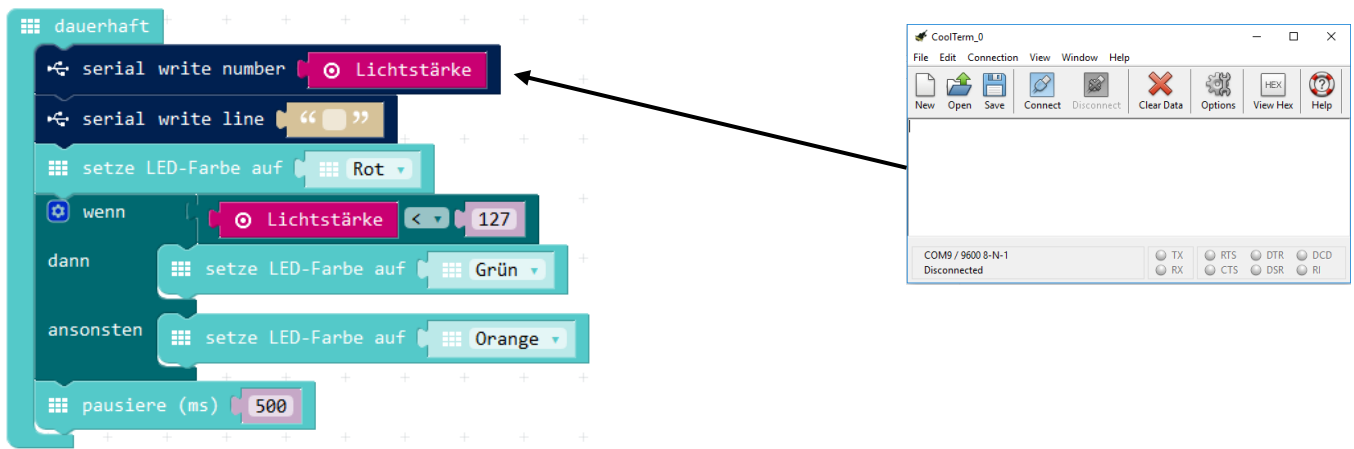 dauerhaft
serial write number Lichtstärke
serial write line “ ”
setze LED-Farbe auf Rot
wenn Lichtstärke < 127
dann setze LED-Farbe auf Grün
ansonsten setze LED-Farbe auf Orange
pausiere (ms) 500
CoolTerm_0
File Edit Connection View Window Help
New Open Save Connect Disconnect Clear Data Options HEX View Hex Help
COM9 / 9600 8-N-1 TX RTS DTR DCD
Disconnected RX CTS DSR RI